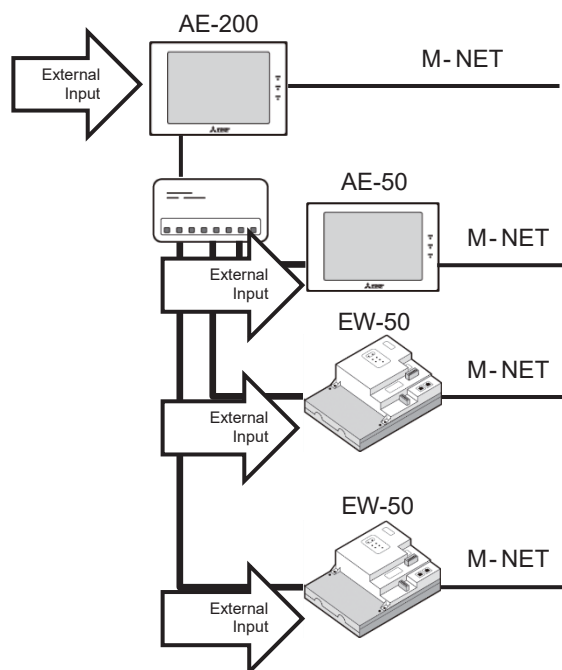 AE-200
External
Input
M-NET
AE-50
External
Input
M-NET
EW-50
External
Input
M-NET
EW-50
External
Input
M-NET